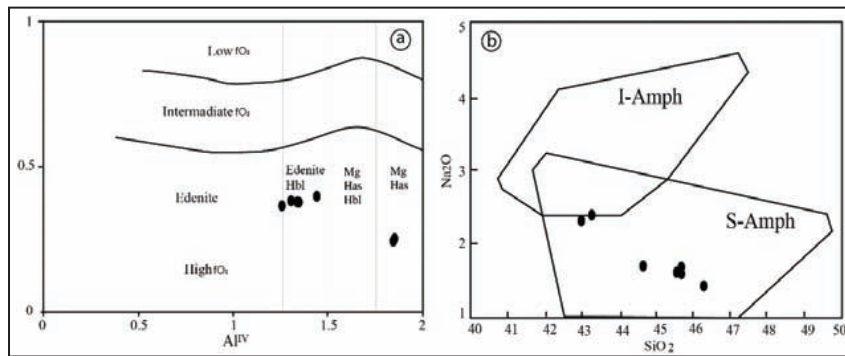 1
a
Low fO₂
Intermadiate fO₂
0.5
Edenite
Edenite
Hbl
Mg
Has
Hbl
Mg
Has
High fO₂
0
0
0.5
1
1.5
2
Al^IV
b
5
I-Amph
4
Na2O
3
S-Amph
2
1
40 41 42 43 44 45 46 47 48 49 50
SiO 2